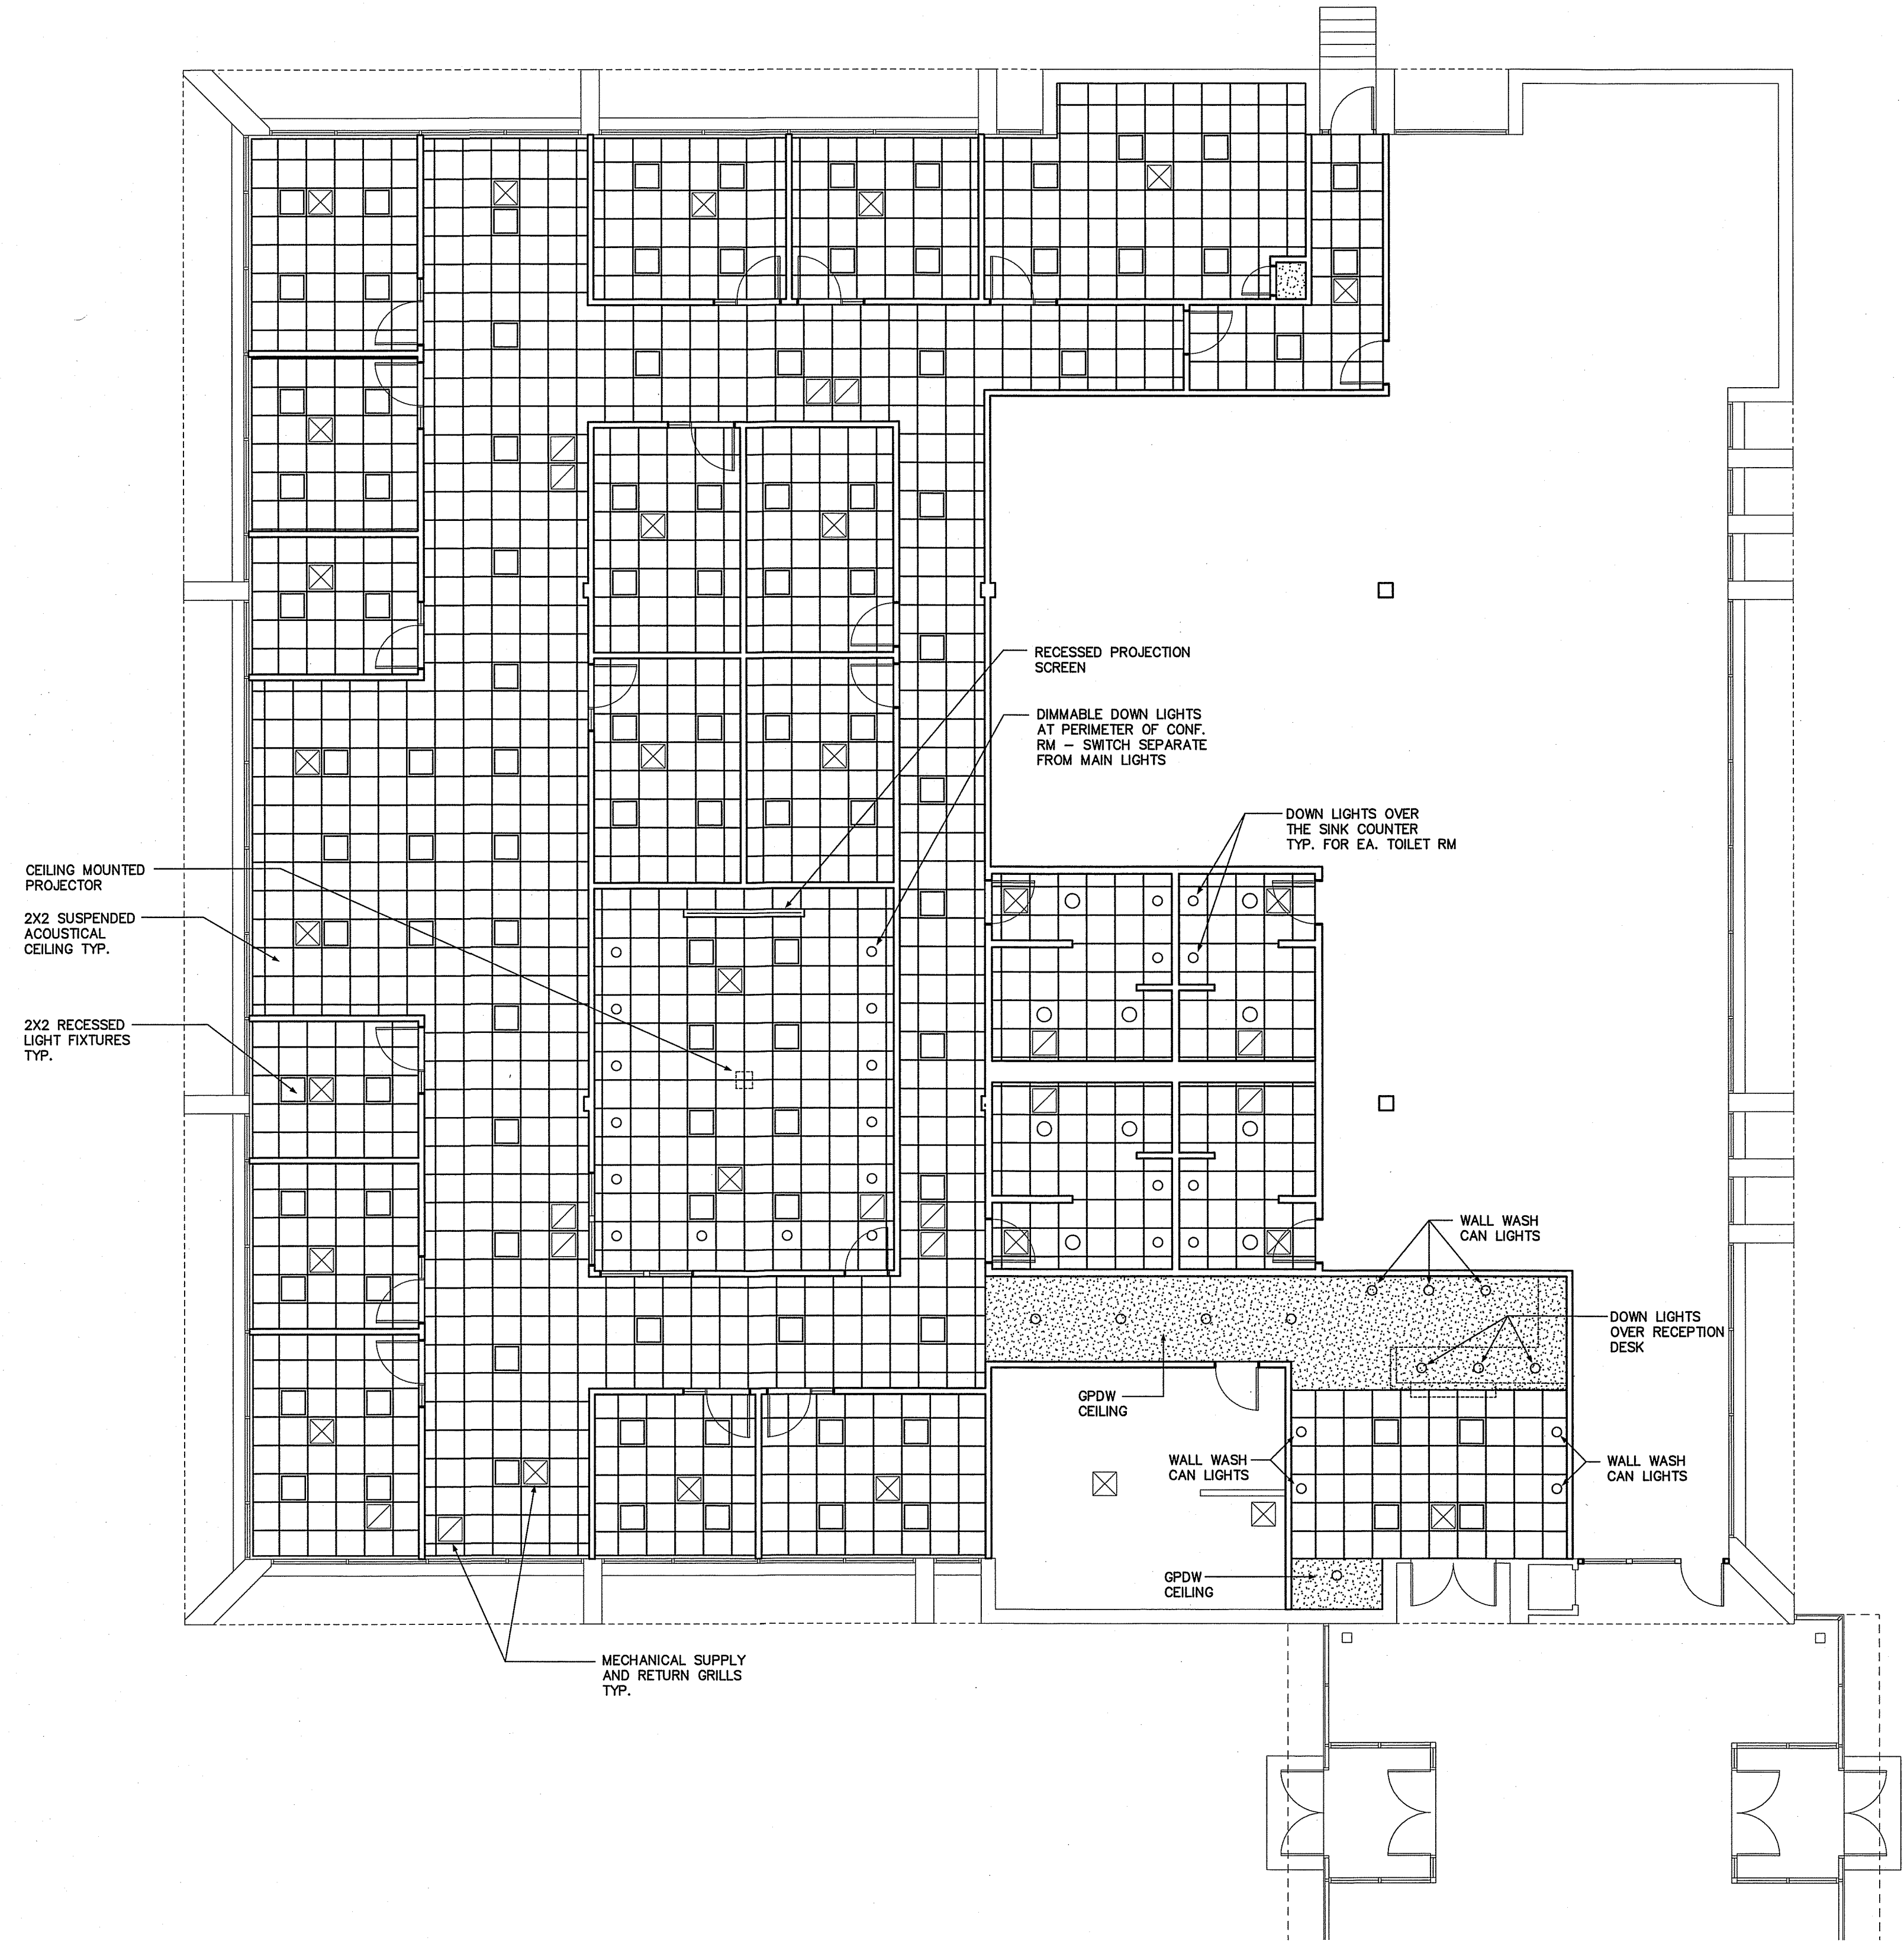 RECESSED PROJECTION
SCREEN
DIMMABLE DOWN LIGHTS
AT PERIMETER OF CONF.
RM – SWITCH SEPARATE
FROM MAIN LIGHTS
DOWN LIGHTS OVER
THE SINK COUNTER
TYP. FOR EA. TOILET RM
CEILING MOUNTED
PROJECTOR
2X2 SUSPENDED
ACOUSTICAL
CEILING TYP.
2X2 RECESSED
LIGHT FIXTURES
TYP.
WALL WASH
CAN LIGHTS
DOWN LIGHTS
OVER RECEPTION
DESK
GPDW
CEILING
WALL WASH
CAN LIGHTS
WALL WASH
CAN LIGHTS
GPDW
CEILING
MECHANICAL SUPPLY
AND RETURN GRILLS
TYP.